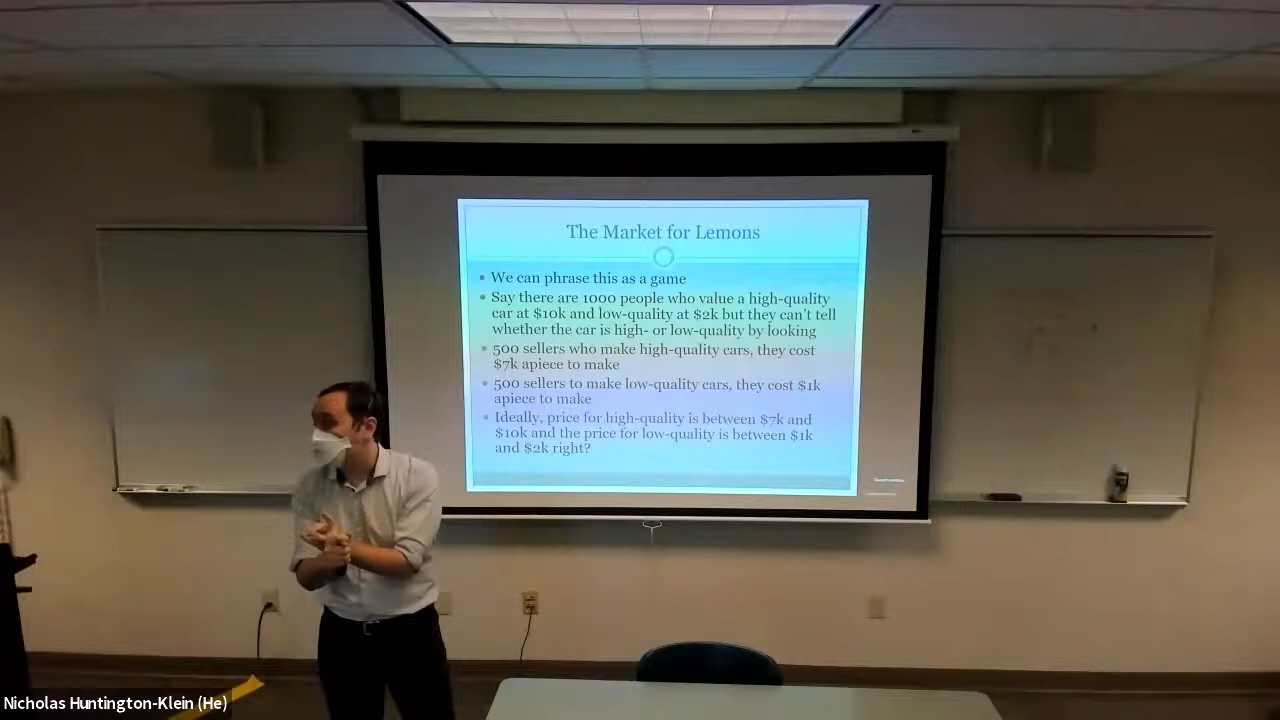 The Market for Lemons
We can phrase this as a game
Say there are 1000 people who value a high-quality
car at $10k and low-quality at $2k but they can't tell
whether the car is high- or low-quality by looking
500 sellers who make high-quality cars, they cost
$7k apiece to make
500 sellers to make low-quality cars, they cost $1k
apiece to make
Ideally, price for high-quality is between $7k and
$10k and the price for low-quality is between $1k
and $2k right?
Nicholas Huntington-Klein (He)